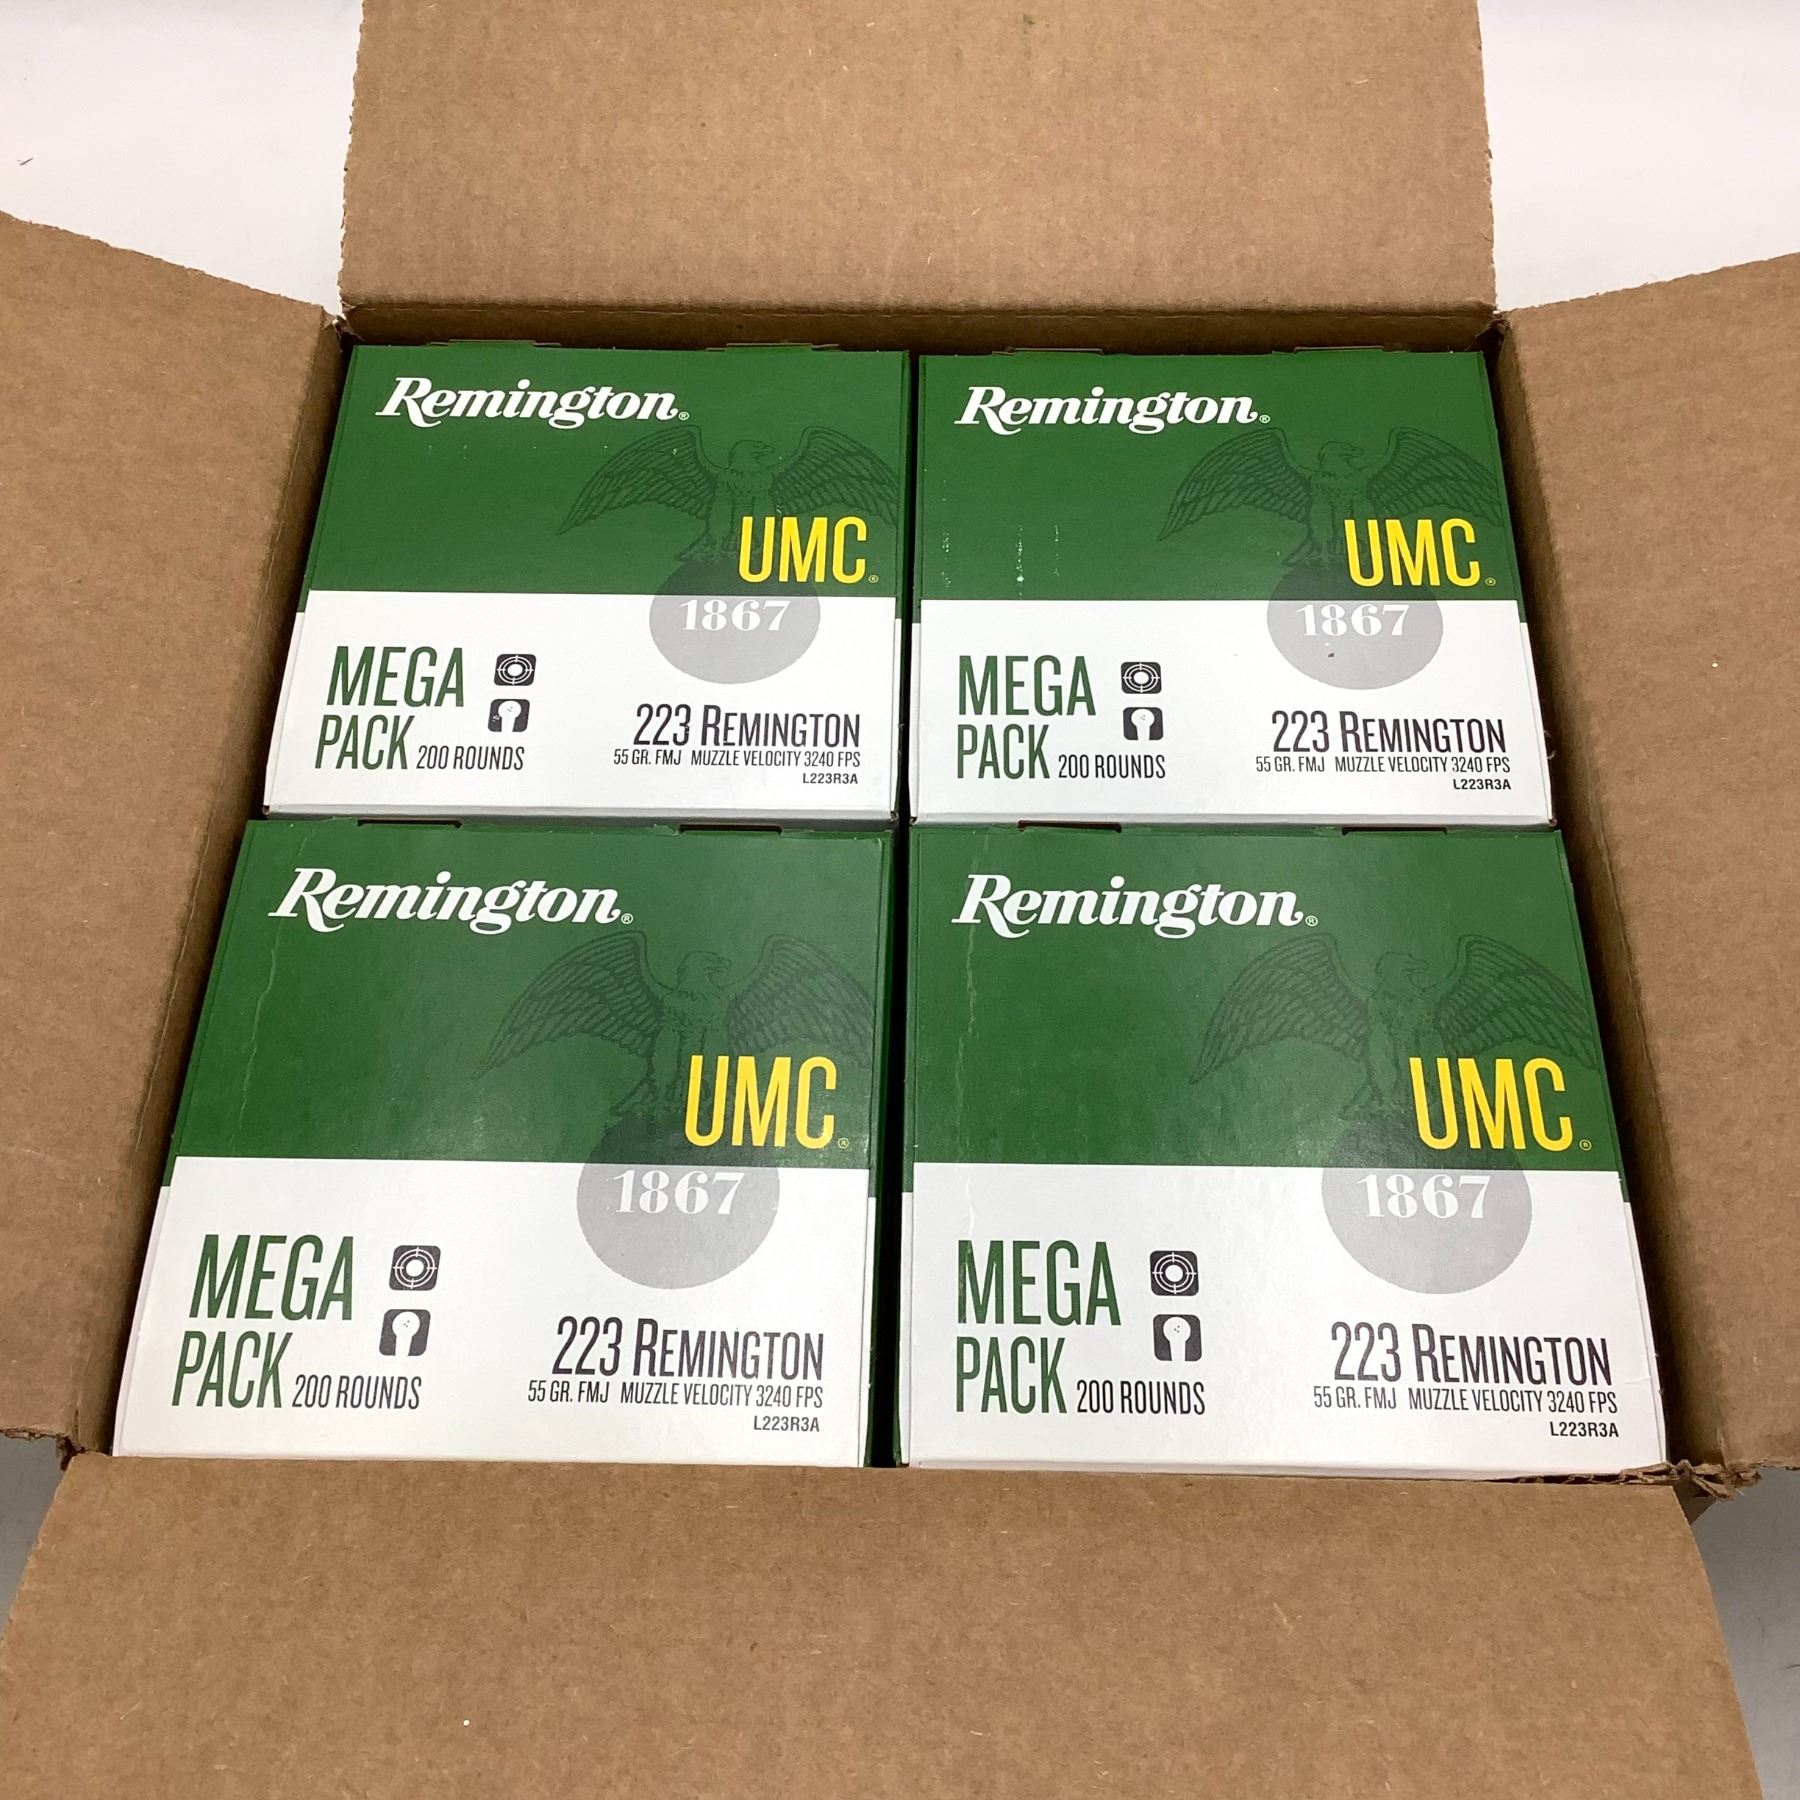 Remington®
UMC®
1867
MEGA
PACK 200 ROUNDS
223 REMINGTON
55 GR. FMJ MUZZLE VELOCITY 3240 FPS
L223R3A
Remington®
UMC®
1867
MEGA
PACK 200 ROUNDS
223 REMINGTON
55 GR. FMJ MUZZLE VELOCITY 3240 FPS
L223R3A
Remington®
UMC®
1867
MEGA
PACK 200 ROUNDS
223 REMINGTON
55 GR. FMJ MUZZLE VELOCITY 3240 FPS
L223R3A
Remington®
UMC®
1867
MEGA
PACK 200 ROUNDS
223 REMINGTON
55 GR. FMJ MUZZLE VELOCITY 3240 FPS
L223R3A